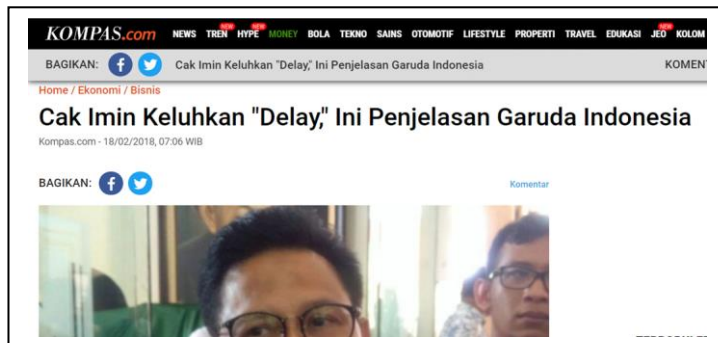 KOMPAS.com NEWS TREN NEW HYPE NEW MONEY BOLA TEKNO SAINS OTOMOTIF LIFESTYLE PROPERTI TRAVEL EDUKASI JEO NEW KOLOM
BAGIKAN: Cak Imin Keluhkan "Delay," Ini Penjelasan Garuda Indonesia KOMENT
Home / Ekonomi / Bisnis
Cak Imin Keluhkan "Delay," Ini Penjelasan Garuda Indonesia
Kompas.com - 18/02/2018, 07:06 WIB
BAGIKAN: Komentar